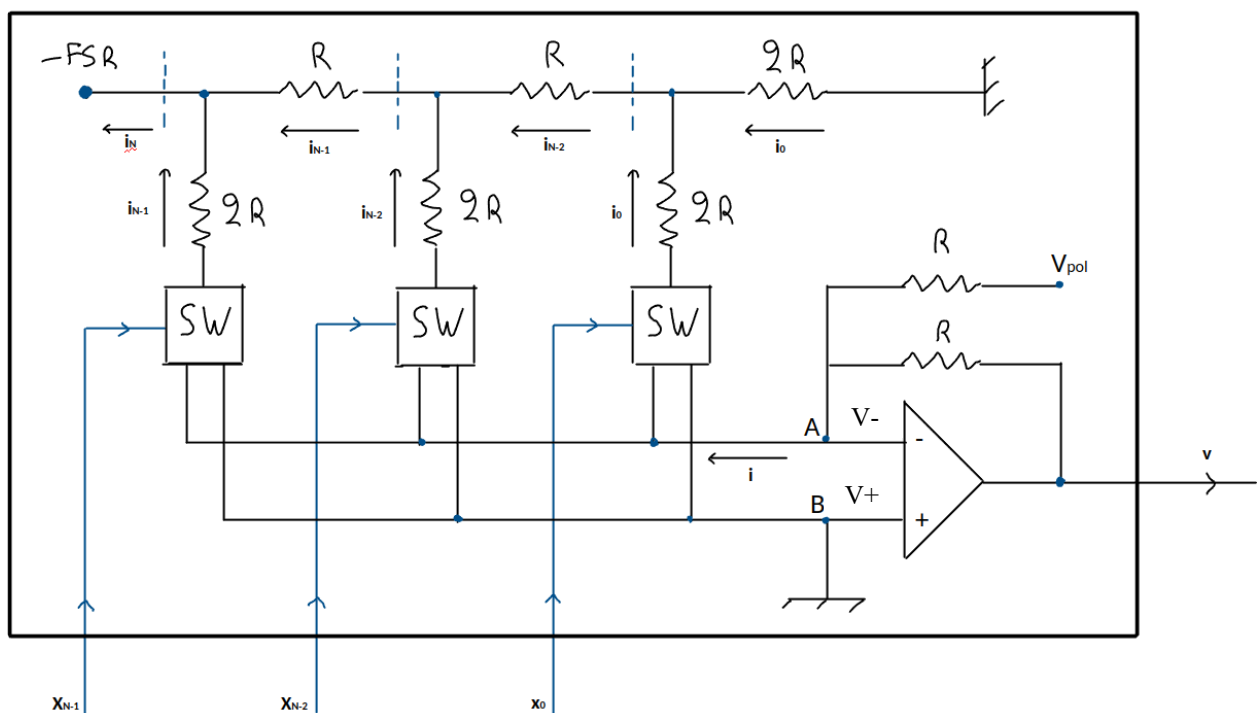 -FSR
R
R
2R
iN
iN-1
iN-2
i0
iN-1
2R
iN-2
2R
i0
2R
R
Vpol
SW
SW
SW
R
A
V-
-
i
v
B
V+
+
XN-1
XN-2
x0